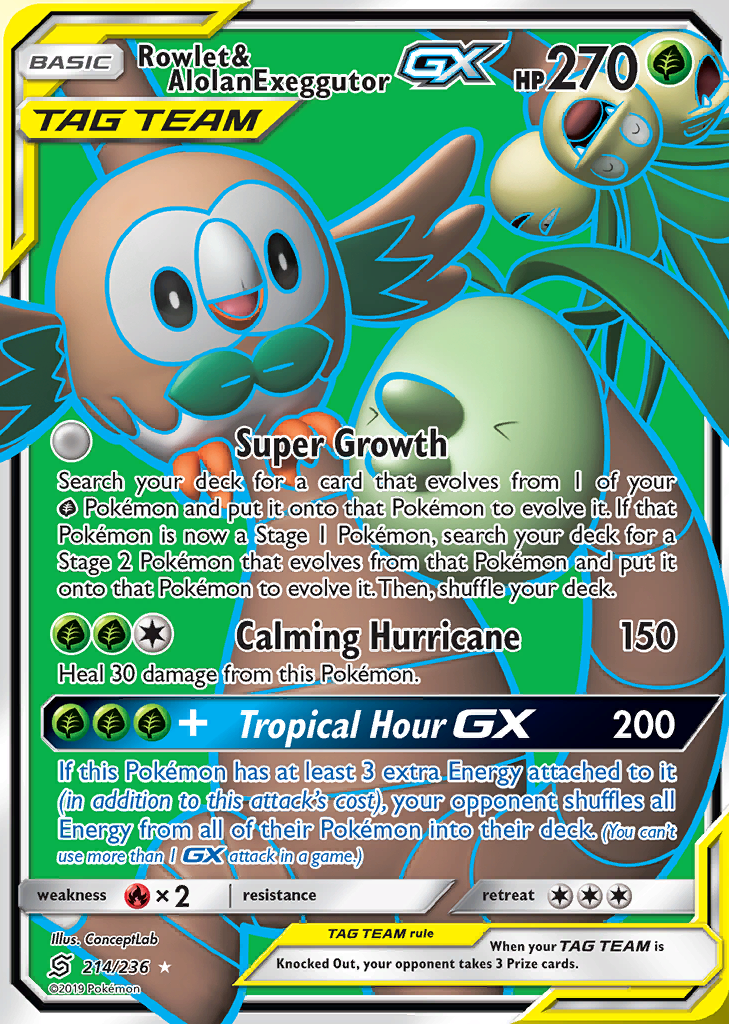 BASIC
Rowlet&
AlolanExeggutor GX HP270
TAG TEAM
Super Growth
Search your deck for a card that evolves from 1 of your
Pokémon and put it onto that Pokémon to evolve it. If that
Pokémon is now a Stage 1 Pokémon, search your deck for a
Stage 2 Pokémon that evolves from that Pokémon and put it
onto that Pokémon to evolve it. Then, shuffle your deck.
Calming Hurricane 150
Heal 30 damage from this Pokémon.
+ Tropical Hour GX 200
If this Pokémon has at least 3 extra Energy attached to it
(in addition to this attack's cost), your opponent shuffles all
Energy from all of their Pokémon into their deck. (You can't
use more than 1 GX attack in a game.)
weakness ×2 resistance retreat
Illus. ConceptLab
214/236
©2019 Pokémon
TAG TEAM rule
When your TAG TEAM is
Knocked Out, your opponent takes 3 Prize cards.